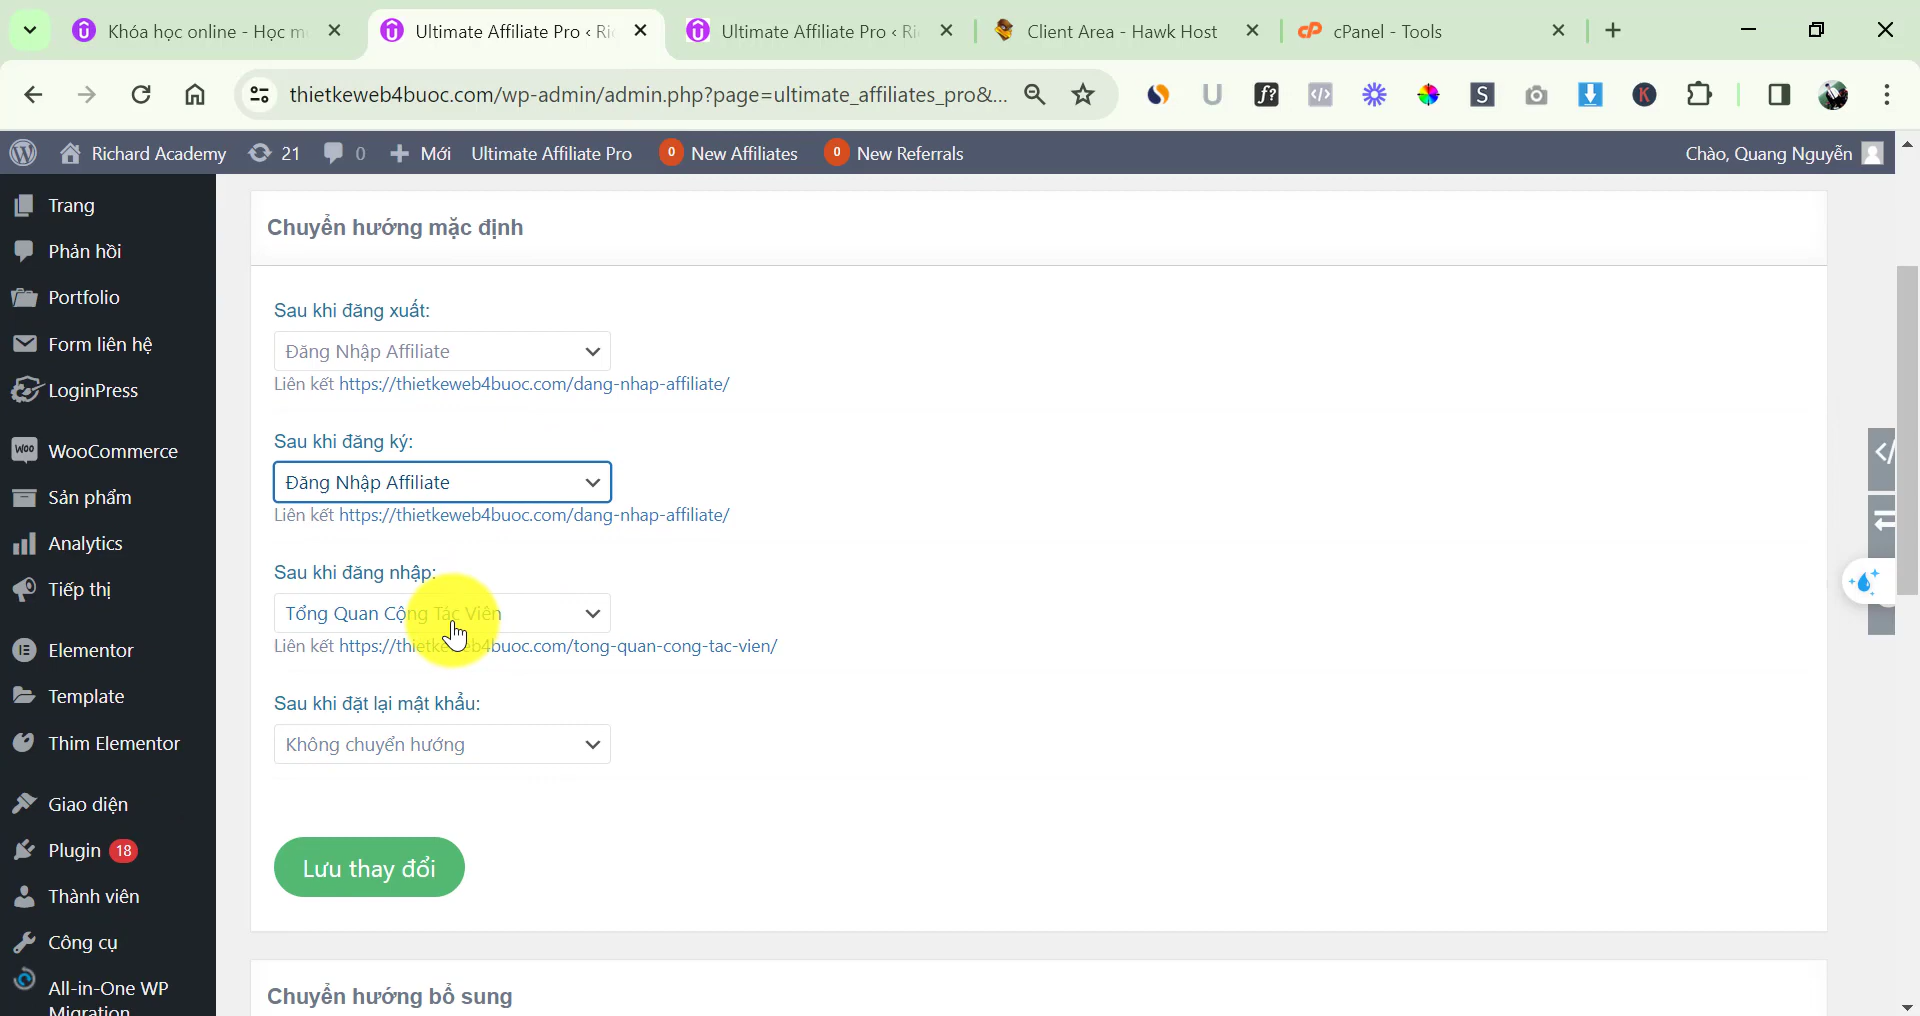 Khóa học online - Học m
Ultimate Affiliate Pro ‹ Ri
Ultimate Affiliate Pro ‹ Ri
Client Area - Hawk Host
cPanel - Tools
thietkeweb4buoc.com/wp-admin/admin.php?page=ultimate_affiliates_pro&...
Richard Academy
21
0
Mới
Ultimate Affiliate Pro
0 New Affiliates
0 New Referrals
Chào, Quang Nguyễn
Trang
Phản hồi
Portfolio
Form liên hệ
LoginPress
WooCommerce
Sản phẩm
Analytics
Tiếp thị
Elementor
Template
Thim Elementor
Giao diện
Plugin 18
Thành viên
Công cụ
All-in-One WP
Migration
Chuyển hướng mặc định
Sau khi đăng xuất:
Đăng Nhập Affiliate
Liên kết https://thietkeweb4buoc.com/dang-nhap-affiliate/
Sau khi đăng ký:
Đăng Nhập Affiliate
Liên kết https://thietkeweb4buoc.com/dang-nhap-affiliate/
Sau khi đăng nhập:
Tổng Quan Cộng Tác Viên
Liên kết https://thietkeweb4buoc.com/tong-quan-cong-tac-vien/
Sau khi đặt lại mật khẩu:
Không chuyển hướng
Lưu thay đổi
Chuyển hướng bổ sung